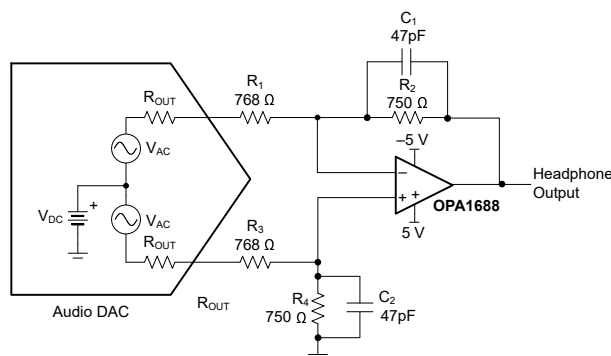 C1
47pF
R2
750 Ω
R1
768 Ω
ROUT
VAC
–5 V
–
+
+
OPA1688
5 V
Headphone
Output
+
VDC
VAC
ROUT
R3
768 Ω
ROUT
Audio DAC
R4
750 Ω
C2
47pF